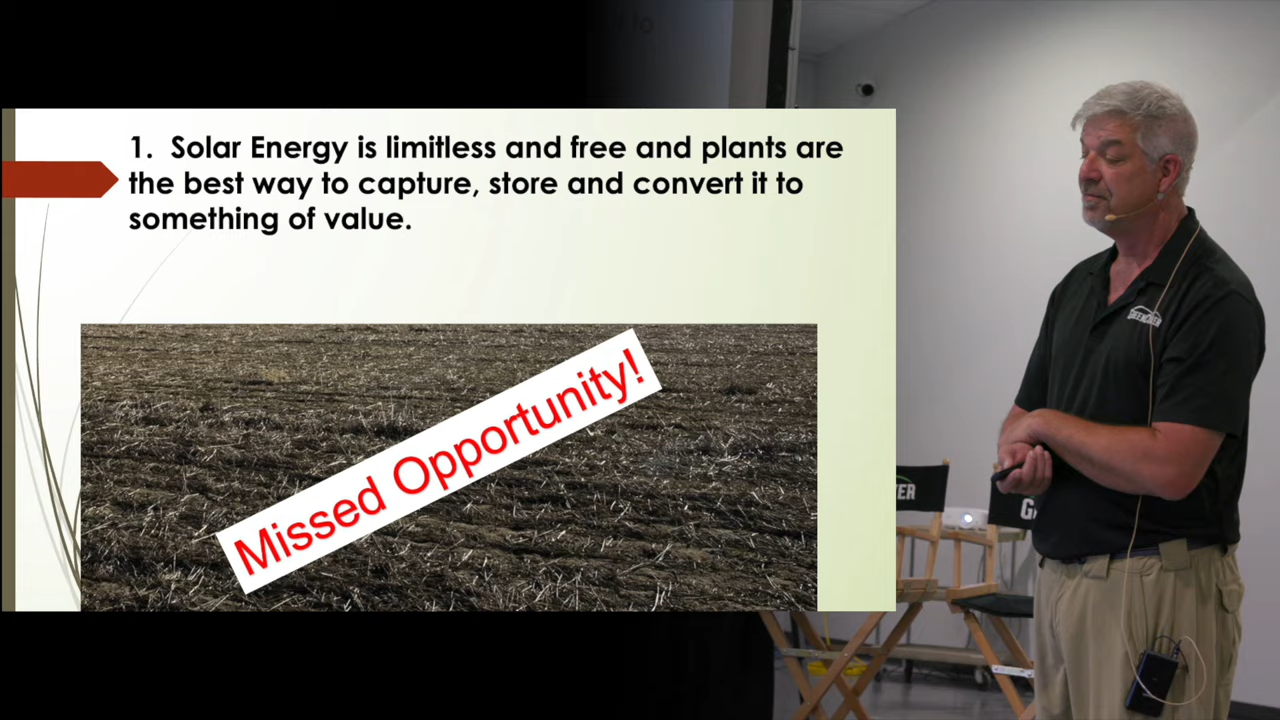 1. Solar Energy is limitless and free and plants are
the best way to capture, store and convert it to
something of value.
Missed Opportunity!